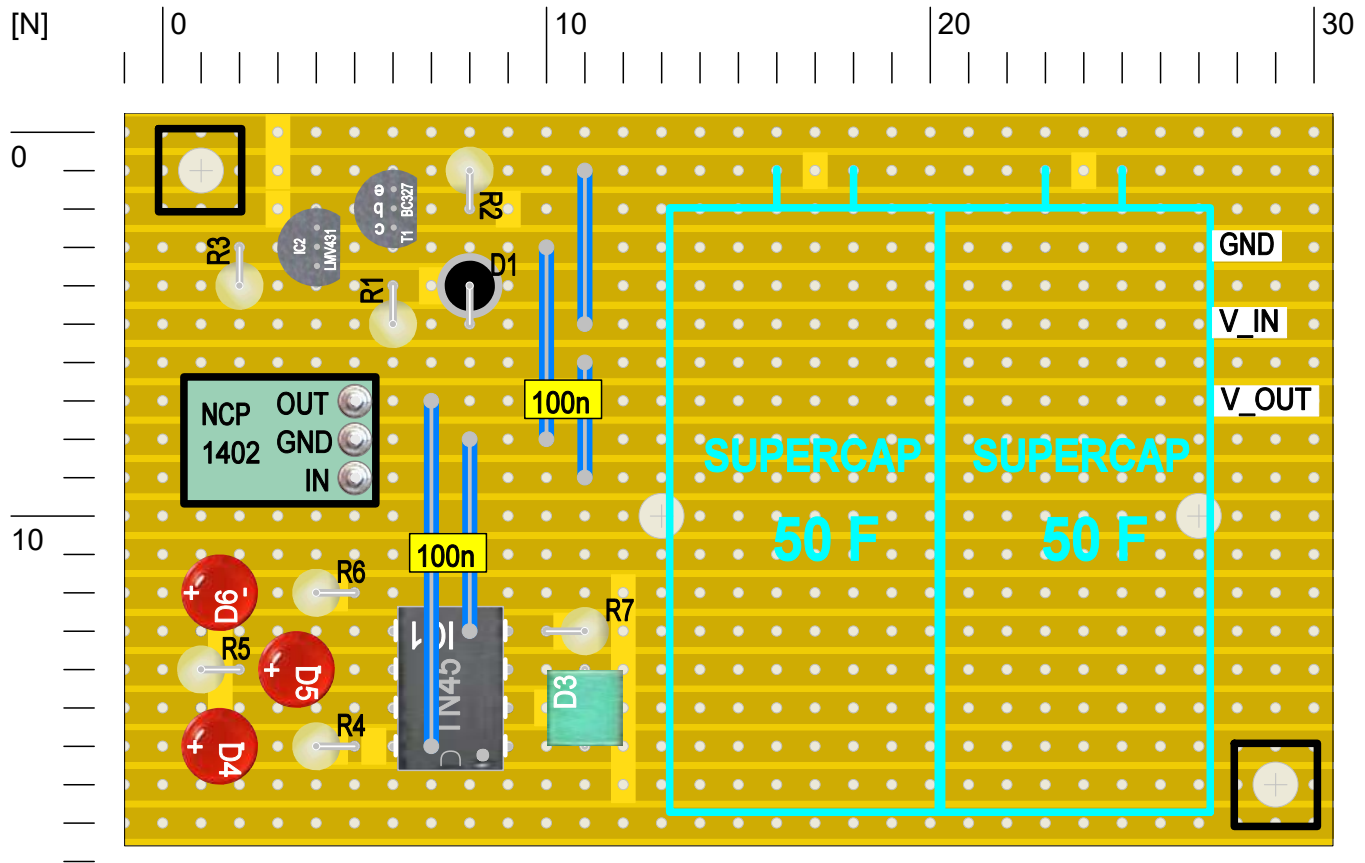 [N]
0
10
20
30
0
10
GND
V_IN
V_OUT
R3
IC2
LMV431
e
b
c
BC327
T1
R2
R1
D1
NCP
1402
OUT
GND
IN
100n
100n
SUPERCAP
50 F
SUPERCAP
50 F
+
-
D6
R6
R5
+
D5
+
D4
R4
IC1
TN45
R7
D3